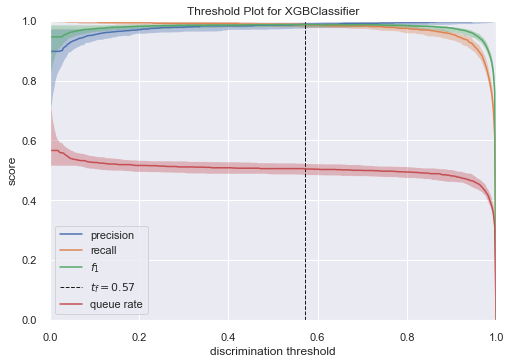 Threshold Plot for XGBClassifier
1.0
0.8
0.6
0.4
0.2
0.0
score
precision
recall
f1
tf = 0.57
queue rate
0.0 0.2 0.4 0.6 0.8 1.0
discrimination threshold